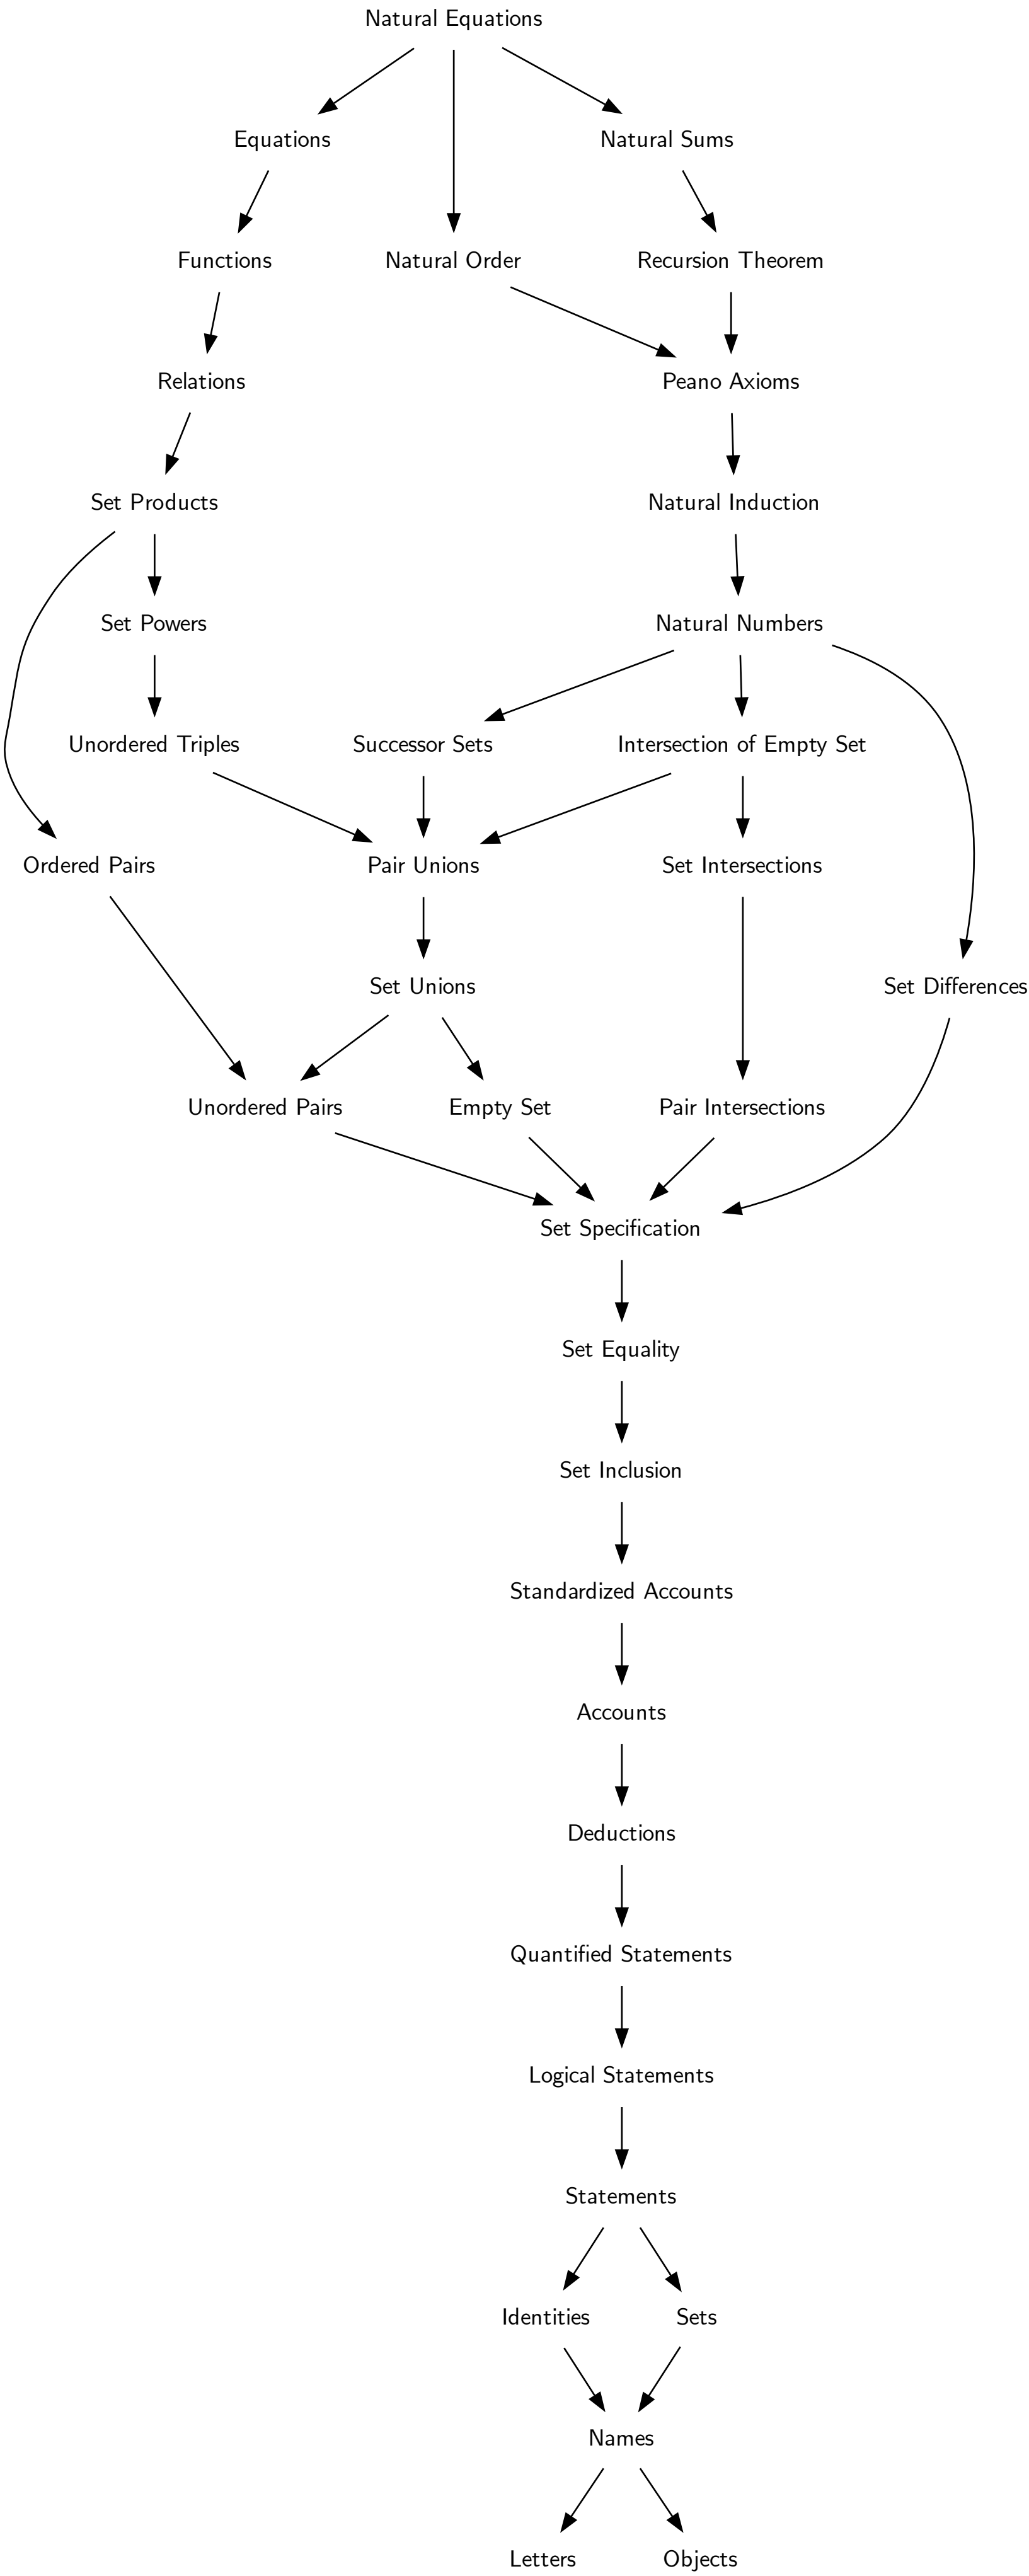 Natural Equations
Equations
Natural Sums
Functions
Natural Order
Recursion Theorem
Relations
Peano Axioms
Set Products
Natural Induction
Set Powers
Natural Numbers
Unordered Triples
Successor Sets
Intersection of Empty Set
Ordered Pairs
Pair Unions
Set Intersections
Set Unions
Set Differences
Unordered Pairs
Empty Set
Pair Intersections
Set Specification
Set Equality
Set Inclusion
Standardized Accounts
Accounts
Deductions
Quantified Statements
Logical Statements
Statements
Identities
Sets
Names
Letters
Objects